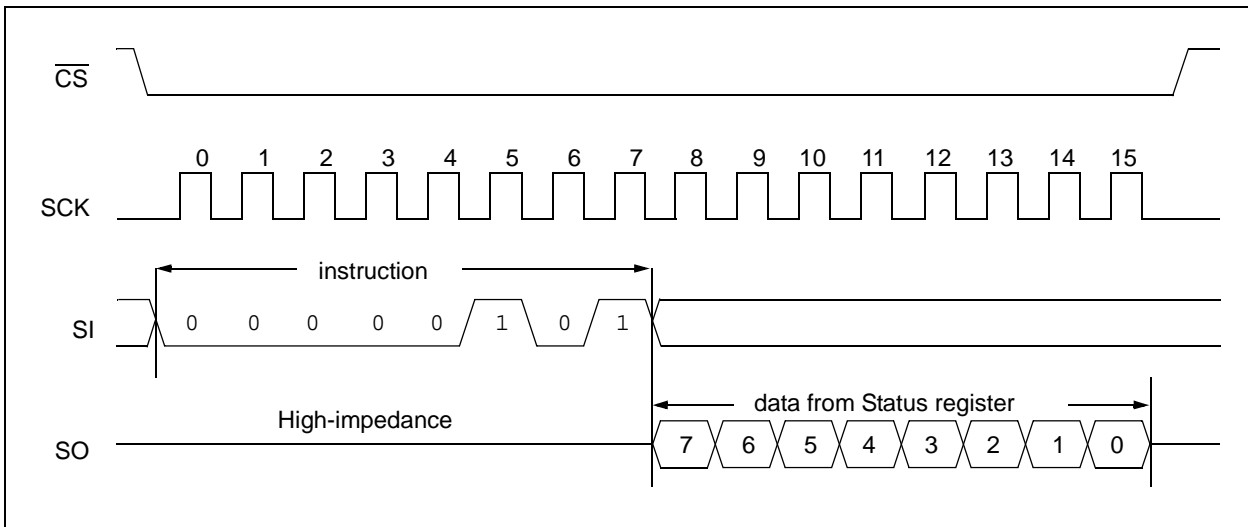 CS
0 1 2 3 4 5 6 7 8 9 10 11 12 13 14 15
SCK
instruction
SI 0 0 0 0 0 1 0 1
data from Status register
High-impedance
SO 7 6 5 4 3 2 1 0